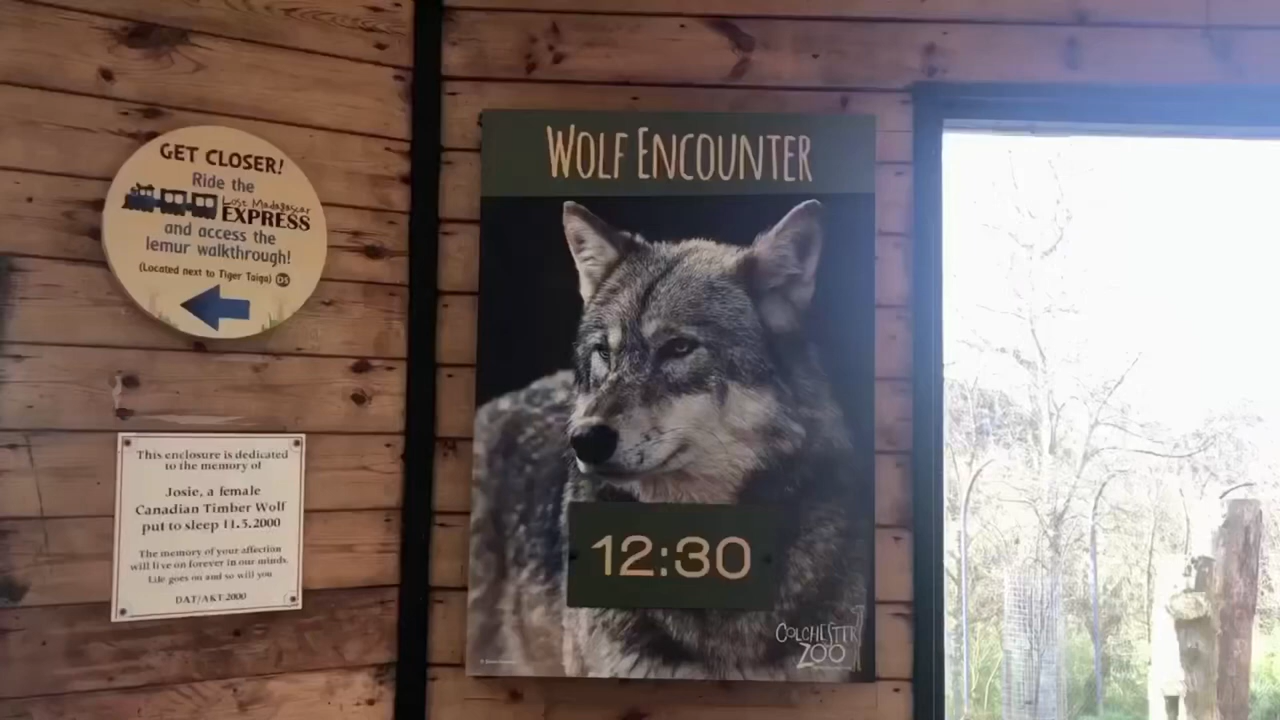 GET CLOSER!
Ride the
Lost Madagascar
EXPRESS
and access the
lemur walkthrough!
(Located next to Tiger Taiga) D5
This enclosure is dedicated
to the memory of
Josie, a female
Canadian Timber Wolf
put to sleep 11.5.2000
The memory of your affection
will live on forever in our minds.
Life goes on and so will you
DAT/AKT 2000
WOLF ENCOUNTER
12:30
COLCHESTER
ZOO